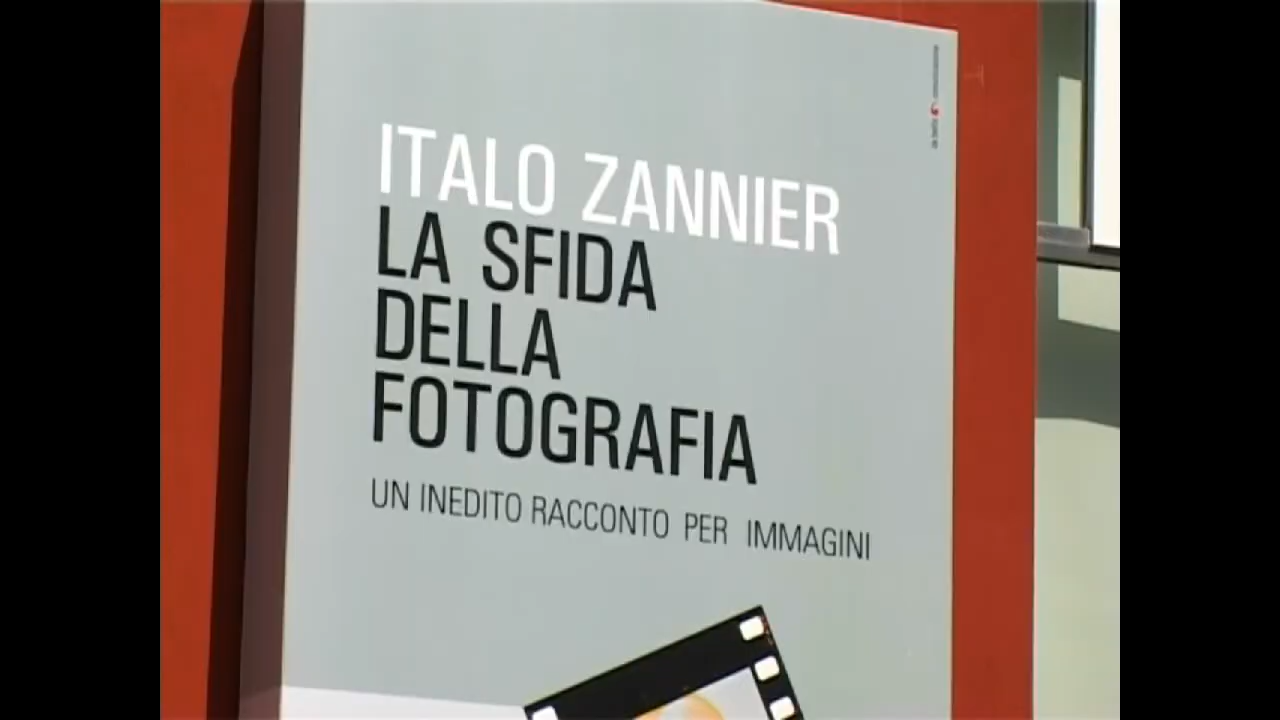 ITALO ZANNIER
LA SFIDA
DELLA
FOTOGRAFIA
UN INEDITO RACCONTO PER IMMAGINI